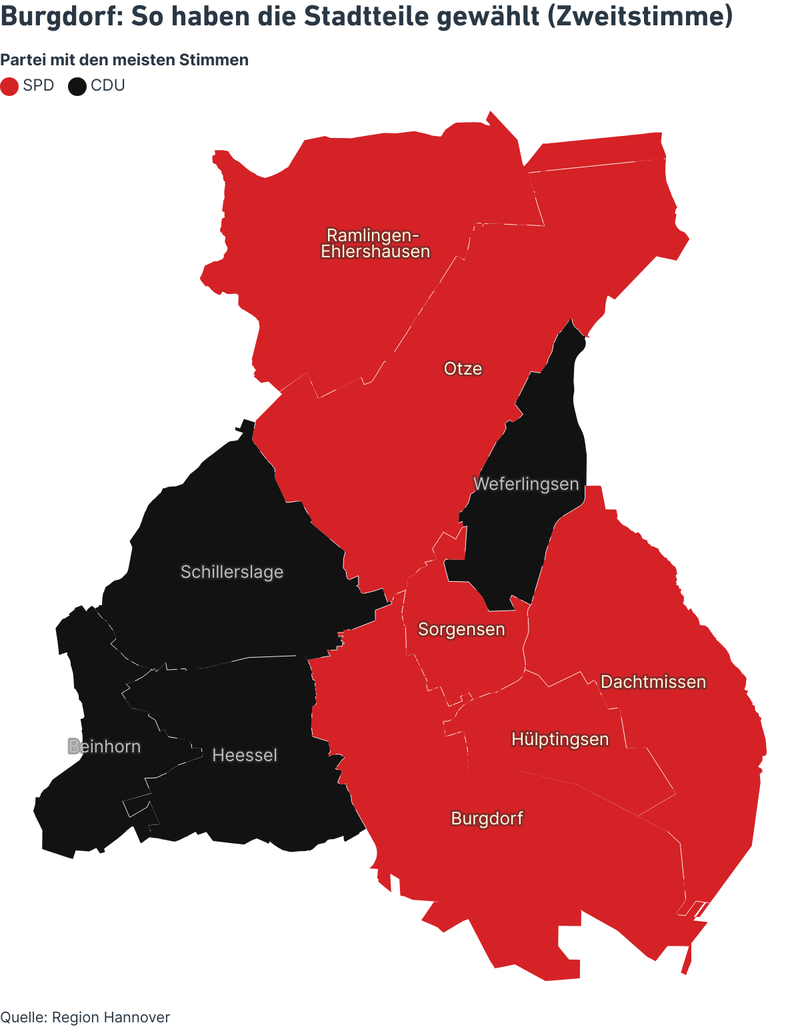 Burgdorf: So haben die Stadtteile gewählt (Zweitstimme)
Partei mit den meisten Stimmen
SPD CDU
Ramlingen-
Ehlershausen
Otze
Weferlingsen
Schillerslage
Sorgensen
Dachtmissen
Hülptingsen
Beinhorn
Heessel
Burgdorf
Quelle: Region Hannover